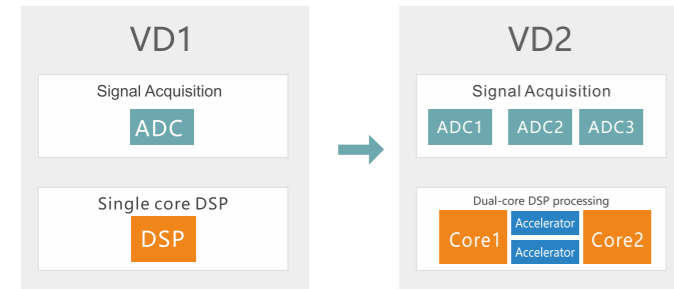 VD1
Signal Acquisition
ADC
Single core DSP
DSP
VD2
Signal Acquisition
ADC1 ADC2 ADC3
Dual-core DSP processing
Core1 Accelerator Core2
Accelerator